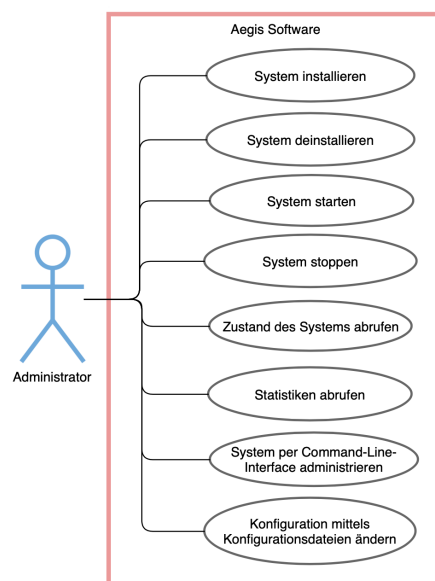 Aegis Software
System installieren
System deinstallieren
System starten
System stoppen
Zustand des Systems abrufen
Administrator
Statistiken abrufen
System per Command-Line-
Interface administrieren
Konfiguration mittels
Konfigurationsdateien ändern